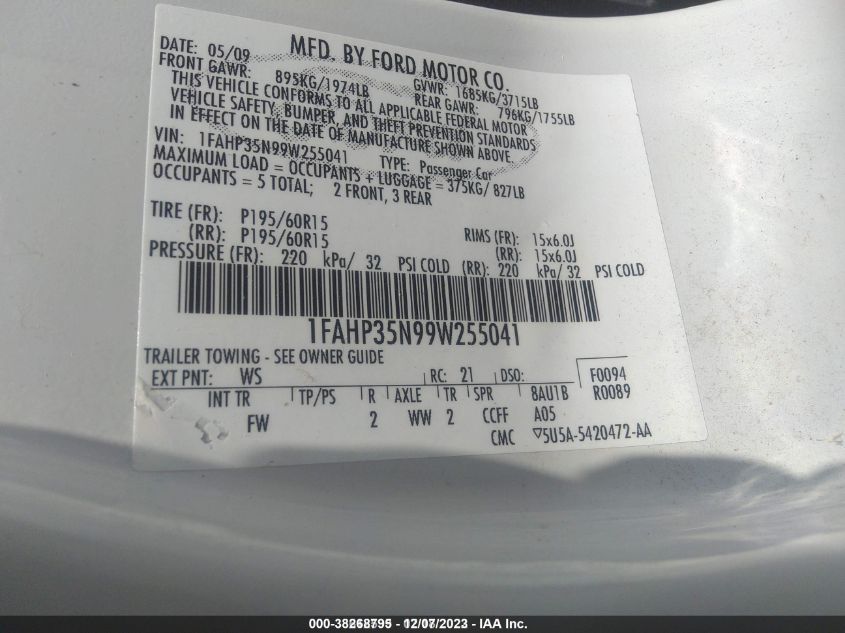 MFD. BY FORD MOTOR CO.
DATE: 05/09 GVWR: 1685KG/3715LB
FRONT GAWR: 895KG/1974LB REAR GAWR: 796KG/1755LB
THIS VEHICLE CONFORMS TO ALL APPLICABLE FEDERAL MOTOR
VEHICLE SAFETY, BUMPER, AND THEFT PREVENTION STANDARDS
IN EFFECT ON THE DATE OF MANUFACTURE SHOWN ABOVE.
VIN: 1FAHP35N99W255041 TYPE: Passenger Car
MAXIMUM LOAD = OCCUPANTS + LUGGAGE = 375KG/ 827LB
OCCUPANTS = 5 TOTAL; 2 FRONT, 3 REAR
TIRE (FR): P195/60R15 RIMS (FR): 15x6.0J
(RR): P195/60R15 (RR): 15x6.0J
PRESSURE (FR): 220 kPa/ 32 PSI COLD (RR): 220 kPa/ 32 PSI COLD
1FAHP35N99W255041
TRAILER TOWING - SEE OWNER GUIDE
EXT PNT: WS RC: 21 DSO: F0094
INT TR TP/PS R AXLE TR SPR 8AU1B R0089
FW 2 WW 2 CCFF A05
CMC ▽5U5A-5420472-AA
000-38268795 - 12/07/2023 - IAA Inc.